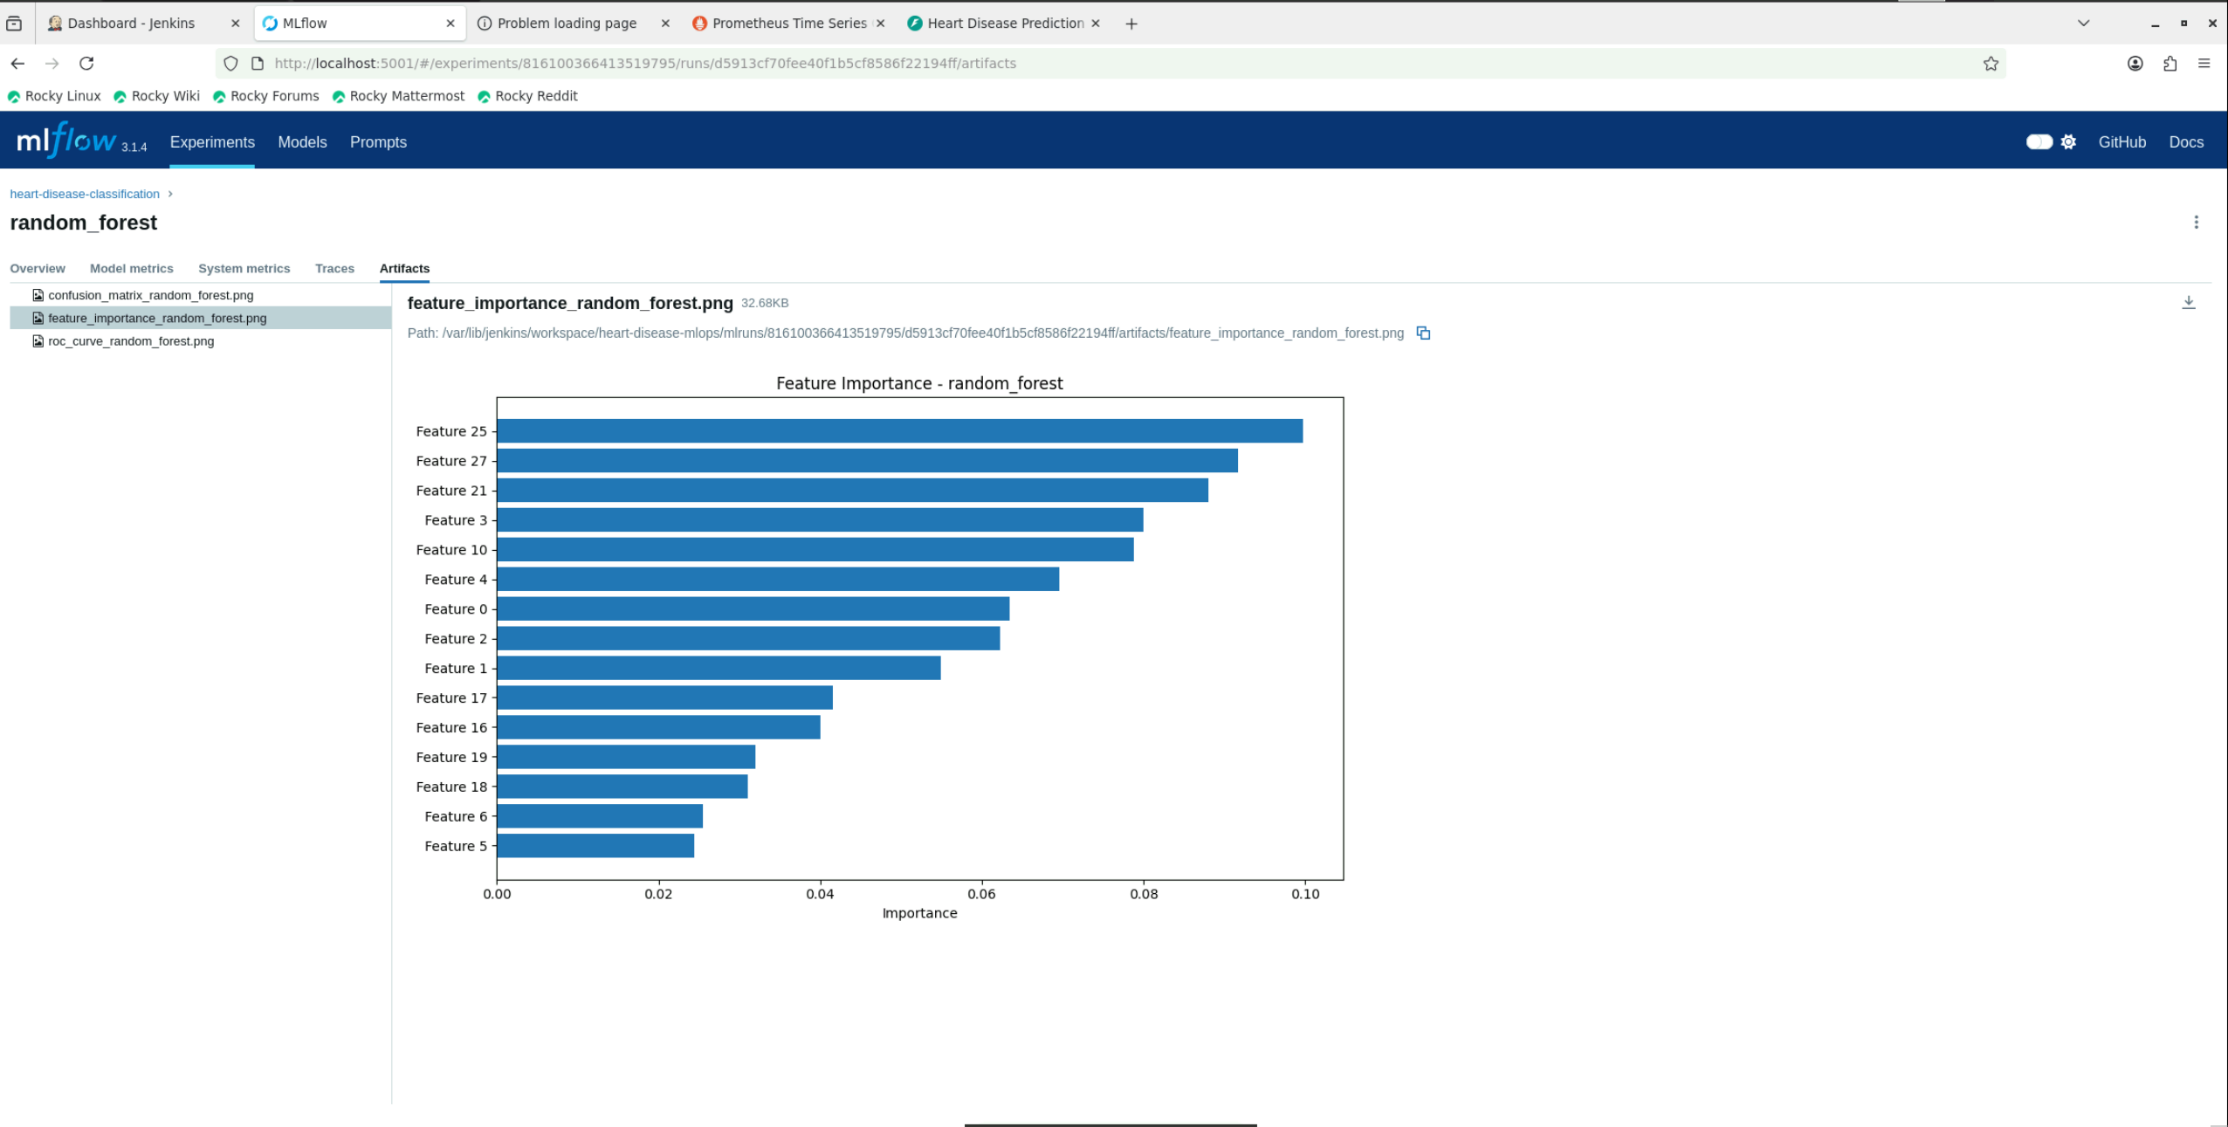 Dashboard - Jenkins
MLflow
Problem loading page
Prometheus Time Series
Heart Disease Prediction
http://localhost:5001/#/experiments/816100366413519795/runs/d5913cf70fee40f1b5cf8586f22194ff/artifacts
Rocky Linux
Rocky Wiki
Rocky Forums
Rocky Mattermost
Rocky Reddit
mlflow 3.1.4
Experiments
Models
Prompts
GitHub
Docs
heart-disease-classification
random_forest
Overview
Model metrics
System metrics
Traces
Artifacts
confusion_matrix_random_forest.png
feature_importance_random_forest.png
roc_curve_random_forest.png
feature_importance_random_forest.png 32.68KB
Path: /var/lib/jenkins/workspace/heart-disease-mlops/mlruns/816100366413519795/d5913cf70fee40f1b5cf8586f22194ff/artifacts/feature_importance_random_forest.png
Feature Importance - random_forest
Feature 25
Feature 27
Feature 21
Feature 3
Feature 10
Feature 4
Feature 0
Feature 2
Feature 1
Feature 17
Feature 16
Feature 19
Feature 18
Feature 6
Feature 5
0.00 0.02 0.04 0.06 0.08 0.10
Importance